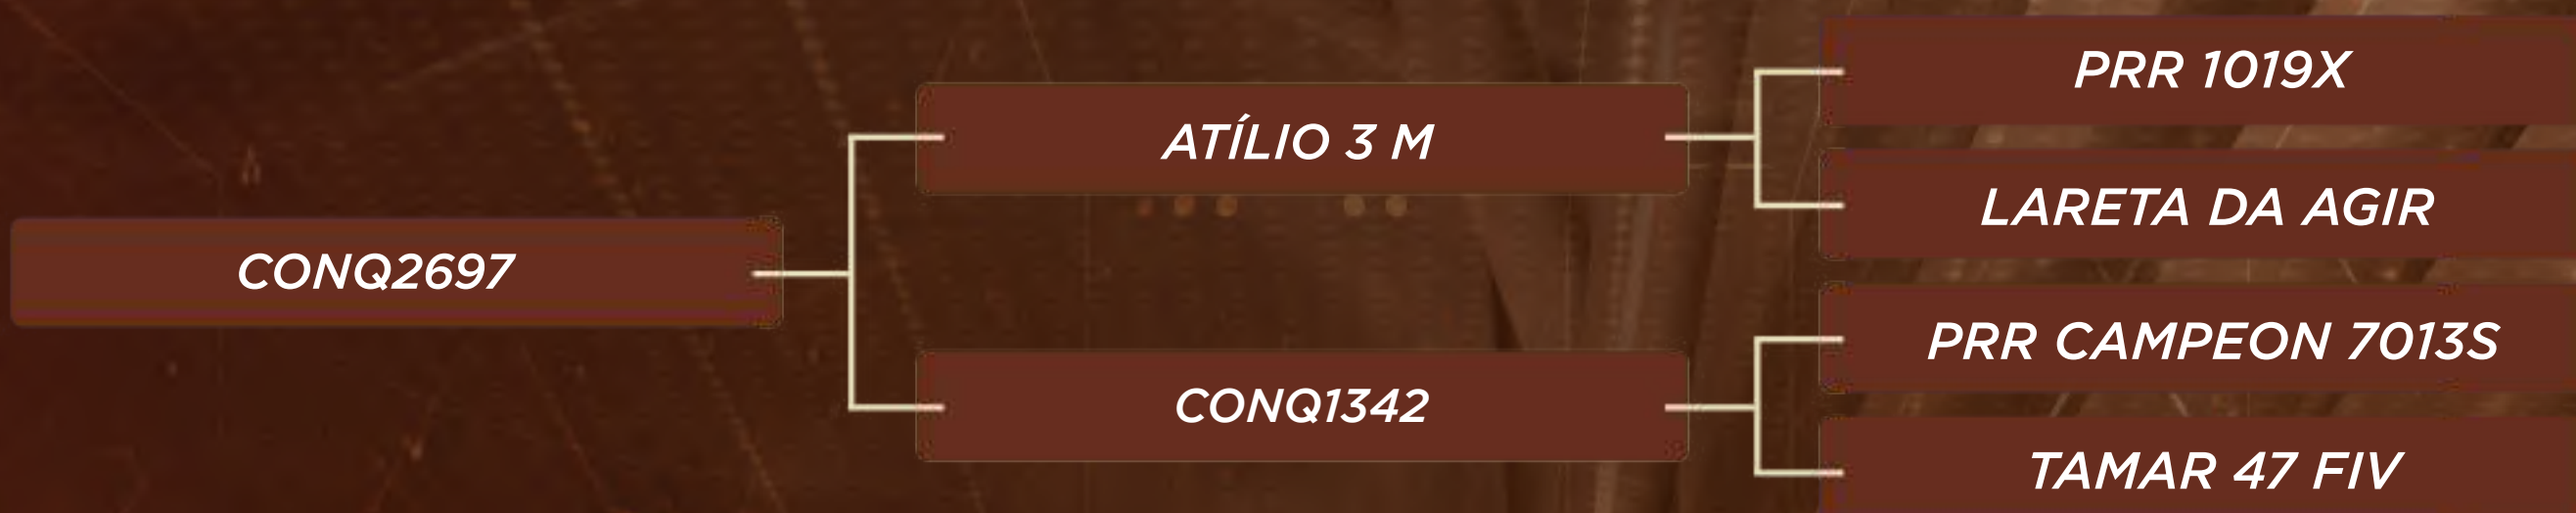 PRR 1019X
ATÍLIO 3 M
LARETA DA AGIR
CONQ2697
PRR CAMPEON 7013S
CONQ1342
TAMAR 47 FIV